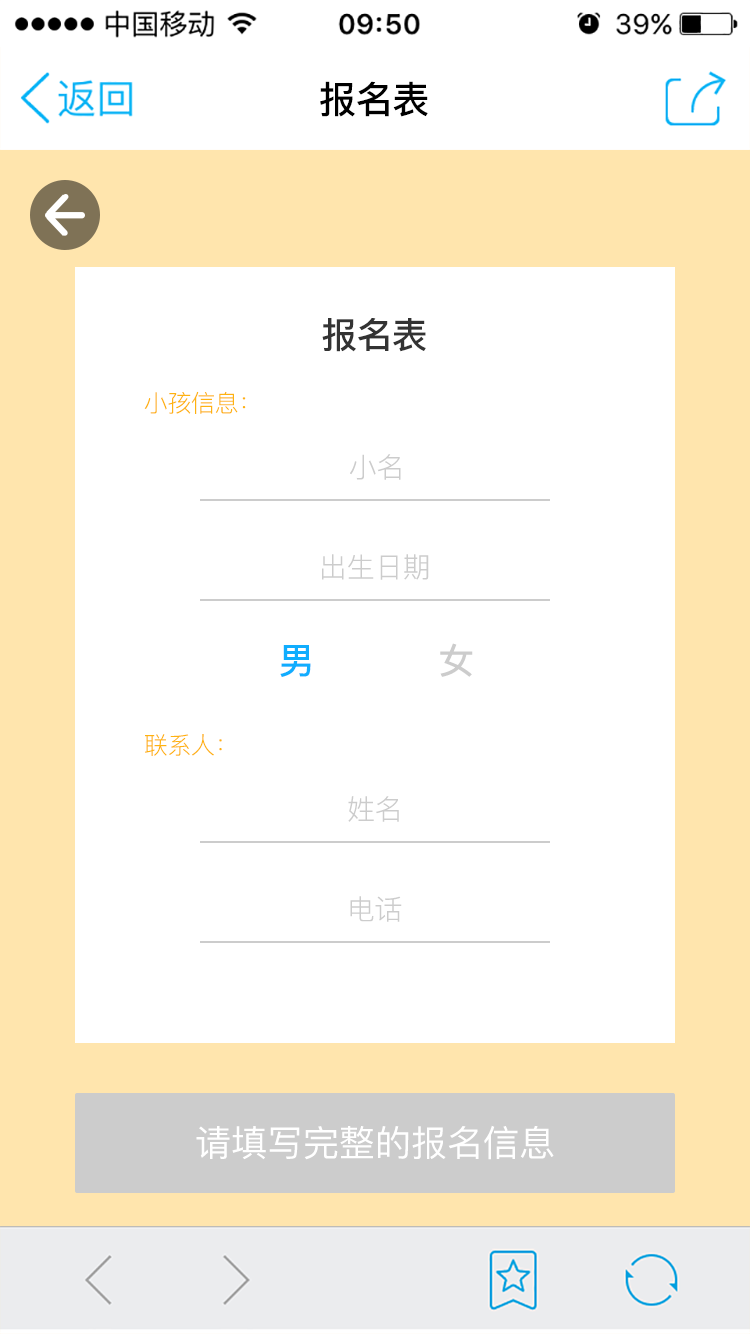 中国移动 09:50 39%
返回 报名表
报名表
小孩信息：
小名
出生日期
男 女
联系人：
姓名
电话
请填写完整的报名信息